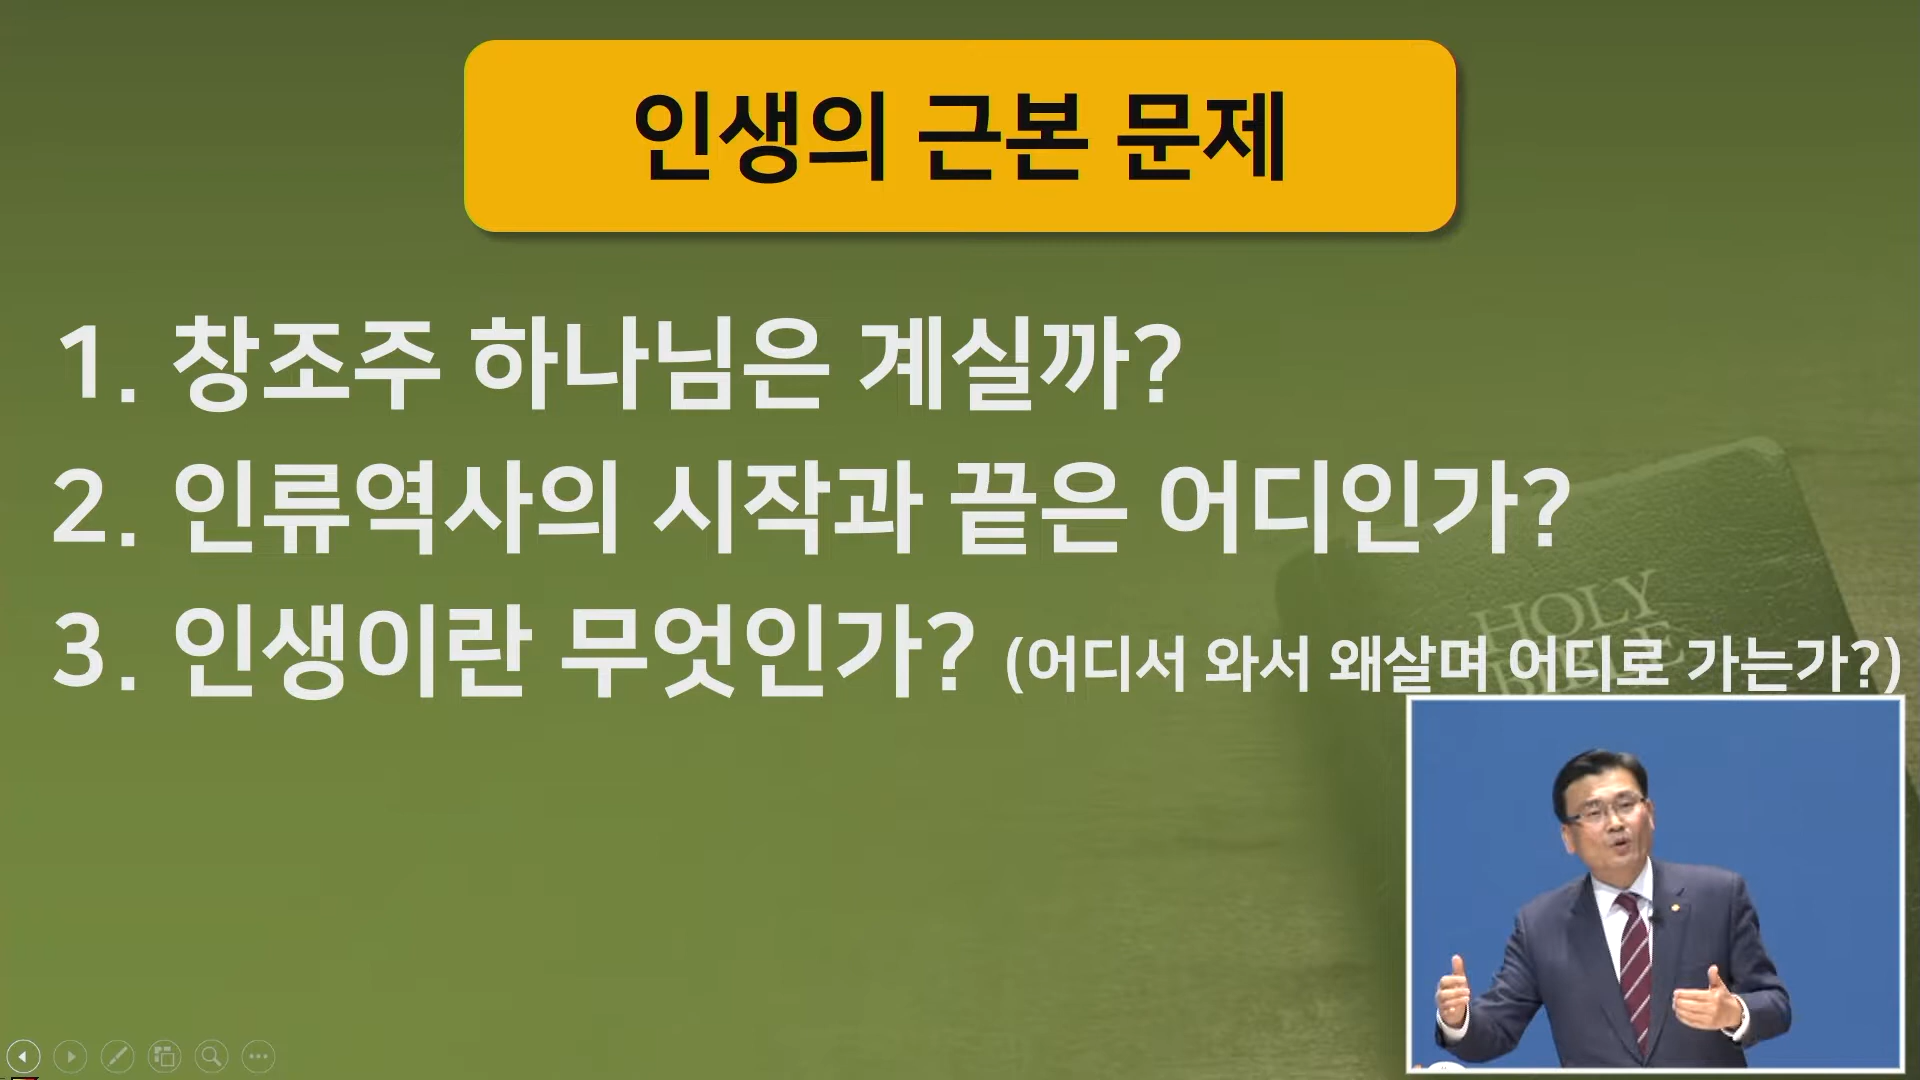 인생의 근본 문제
1. 창조주 하나님은 계실까?
2. 인류역사의 시작과 끝은 어디인가?
3. 인생이란 무엇인가? (어디서 와서 왜살며 어디로 가는가?)
HOLY
BIBLE